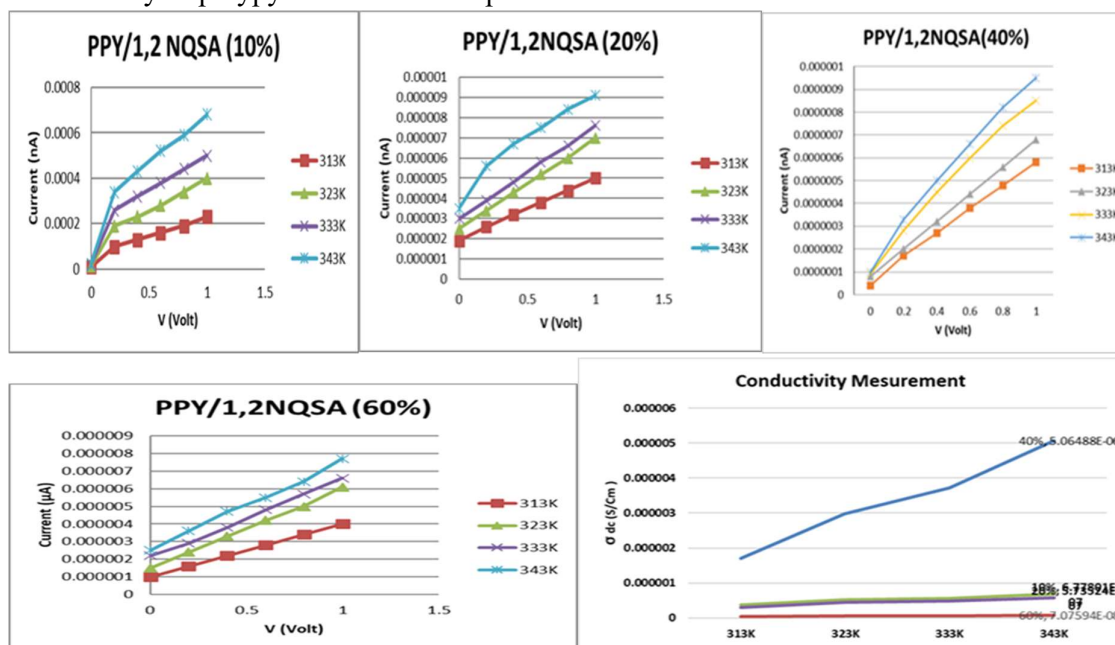 PPY/1,2 NQSA (10%)
Current (nA)
0.0008
0.0006
0.0004
0.0002
0
0 0.5 1 1.5
V (Volt)
313K
323K
333K
343K
PPY/1,2NQSA (20%)
Current (nA)
0.00001
0.000009
0.000008
0.000007
0.000006
0.000005
0.000004
0.000003
0.000002
0.000001
0
0 0.5 1 1.5
V (Volt)
313K
323K
333K
343K
PPY/1,2NQSA(40%)
Current (nA)
0.000001
0.0000009
0.0000008
0.0000007
0.0000006
0.0000005
0.0000004
0.0000003
0.0000002
0.0000001
0
0 0.2 0.4 0.6 0.8 1
V (Volt)
313K
323K
333K
343K
PPY/1,2NQSA (60%)
Current (µA)
0.000009
0.000008
0.000007
0.000006
0.000005
0.000004
0.000003
0.000002
0.000001
0
0 0.5 1 1.5
V (Volt)
313K
323K
333K
343K
Conductivity Mesurement
σ dc (S/Cm)
0.000006
0.000005
0.000004
0.000003
0.000002
0.000001
0
40%, 5.06488E-06
313K 323K 333K 343K